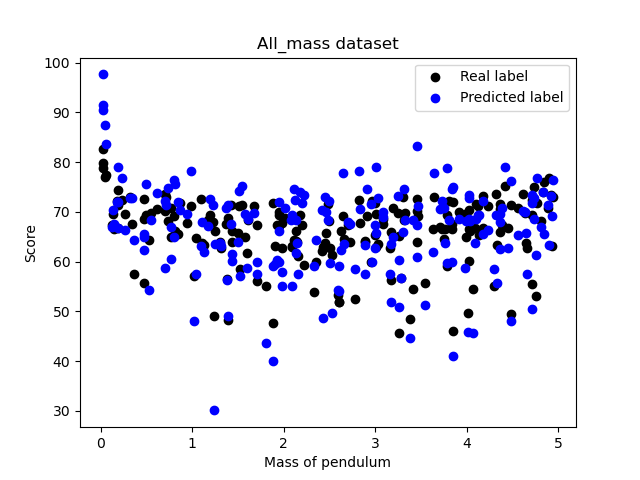 All_mass dataset
Real label
Predicted label
100
90
80
70
60
50
40
30
Score
0 1 2 3 4 5
Mass of pendulum